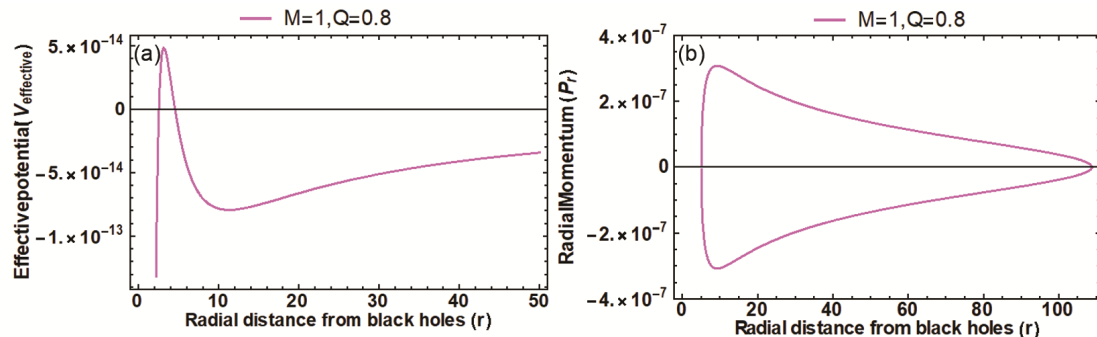 M=1,Q=0.8
(a)
Effectivepotential( Veffective)
5.×10-14
0
-5.×10-14
-1.×10-13
0
10
20
30
40
50
Radial distance from black holes (r)
M=1,Q=0.8
(b)
RadialMomentum ( Pr)
4.×10-7
2.×10-7
0
-2.×10-7
-4.×10-7
0
20
40
60
80
100
Radial distance from black holes (r)